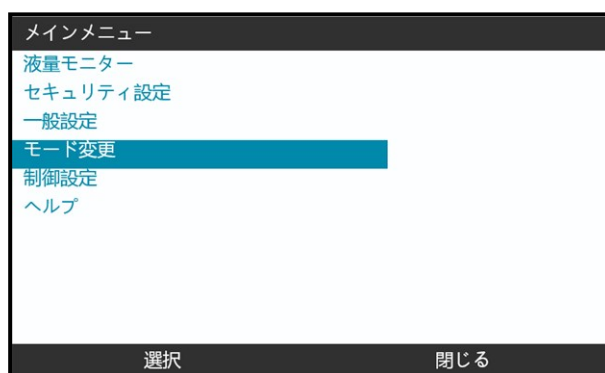 メインメニュー
液量モニター
セキュリティ設定
一般設定
モード変更
制御設定
ヘルプ
選択 閉じる